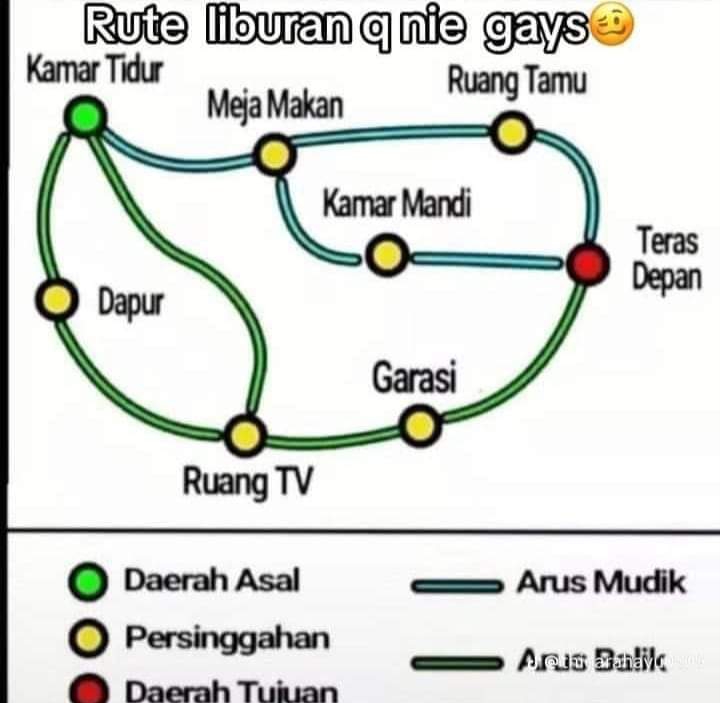 Rute liburan q nie gays🥴
Kamar Tidur
Meja Makan
Ruang Tamu
Kamar Mandi
Teras
Depan
Dapur
Garasi
Ruang TV
Daerah Asal
Arus Mudik
Persinggahan
Arus Balik
Daerah Tujuan